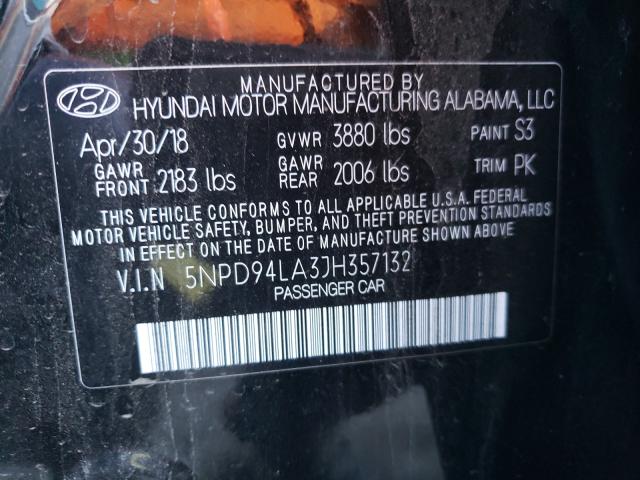 MANUFACTURED BY
HYUNDAI MOTOR MANUFACTURING ALABAMA, LLC
Apr/30/18 GVWR 3880 lbs PAINT S3
GAWR FRONT 2183 lbs GAWR REAR 2006 lbs TRIM PK
THIS VEHICLE CONFORMS TO ALL APPLICABLE U.S.A. FEDERAL
MOTOR VEHICLE SAFETY, BUMPER, AND THEFT PREVENTION STANDARDS
IN EFFECT ON THE DATE OF MANUFACTURE SHOWN ABOVE
V.I.N 5NPD94LA3JH357132
PASSENGER CAR